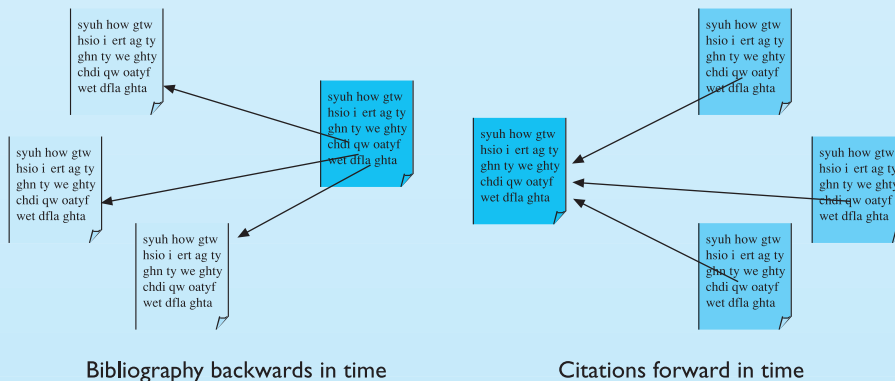 syuh how gtw
hsio i ert ag ty
ghn ty we ghty
chdi qw oatyf
wet dfla ghta
syuh how gtw
hsio i ert ag ty
ghn ty we ghty
chdi qw oatyf
wet dfla ghta
syuh how gtw
hsio i ert ag ty
ghn ty we ghty
chdi qw oatyf
wet dfla ghta
syuh how gtw
hsio i ert ag ty
ghn ty we ghty
chdi qw oatyf
wet dfla ghta
Bibliography backwards in time
syuh how gtw
hsio i ert ag ty
ghn ty we ghty
chdi qw oatyf
wet dfla ghta
syuh how gtw
hsio i ert ag ty
ghn ty we ghty
chdi qw oatyf
wet dfla ghta
syuh how gtw
hsio i ert ag ty
ghn ty we ghty
chdi qw oatyf
wet dfla ghta
syuh how gtw
hsio i ert ag ty
ghn ty we ghty
chdi qw oatyf
wet dfla ghta
Citations forward in time